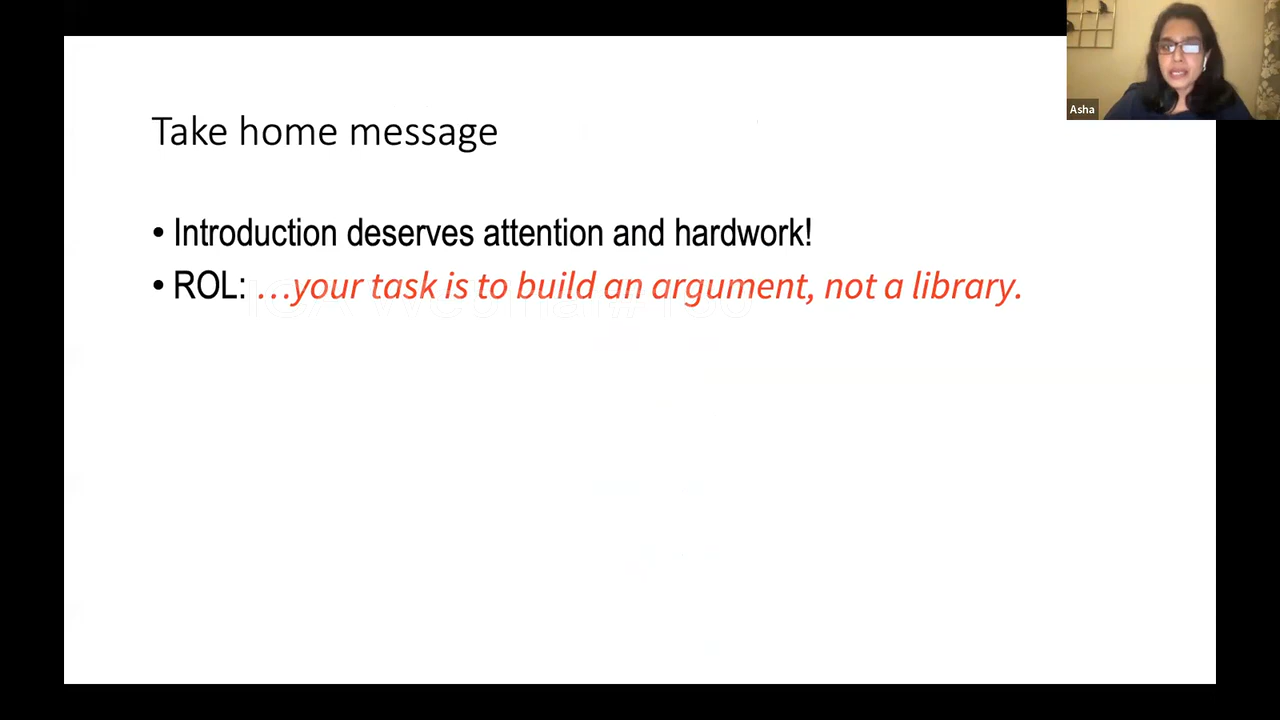 Asha
Take home message
• Introduction deserves attention and hardwork!
• ROL: …your task is to build an argument, not a library.